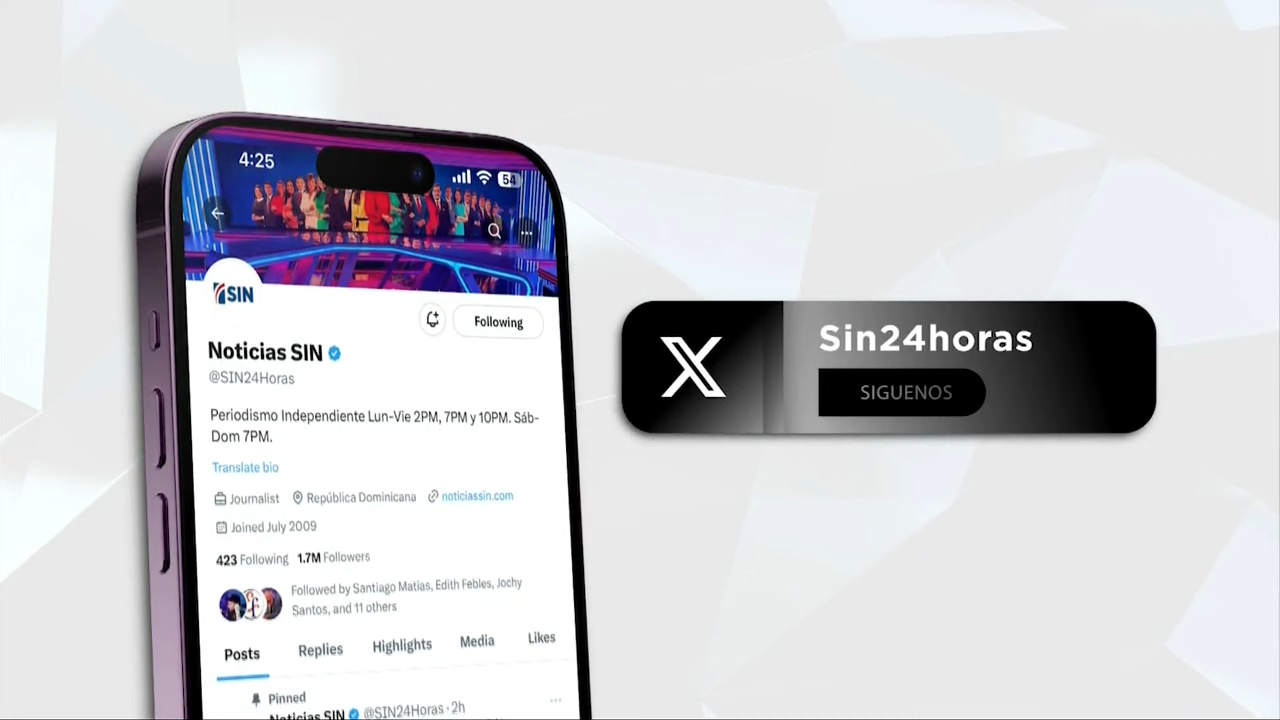 4:25
54
SIN
Following
Noticias SIN
@SIN24Horas
Periodismo Independiente Lun-Vie 2PM, 7PM y 10PM. Sáb-
Dom 7PM.
Translate bio
Journalist República Dominicana noticiassin.com
Joined July 2009
423 Following 1.7M Followers
Followed by Santiago Matias, Edith Febles, Jochy
Santos, and 11 others
Posts Replies Highlights Media Likes
Pinned
Noticias SIN @SIN24Horas · 2h
X
Sin24horas
SIGUENOS